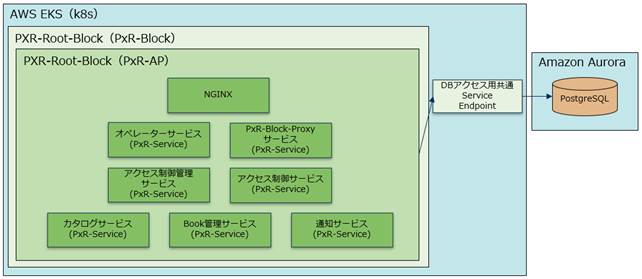 AWS EKS（k8s）
PXR-Root-Block（PxR-Block）
PXR-Root-Block（PxR-AP）
NGINX
オペレーターサービス
(PxR-Service)
PxR-Block-Proxy
サービス
(PxR-Service)
アクセス制御管理
サービス
(PxR-Service)
アクセス制御サービス
(PxR-Service)
カタログサービス
(PxR-Service)
Book管理サービス
(PxR-Service)
通知サービス
(PxR-Service)
DBアクセス用共通
Service
Endpoint
Amazon Aurora
PostgreSQL